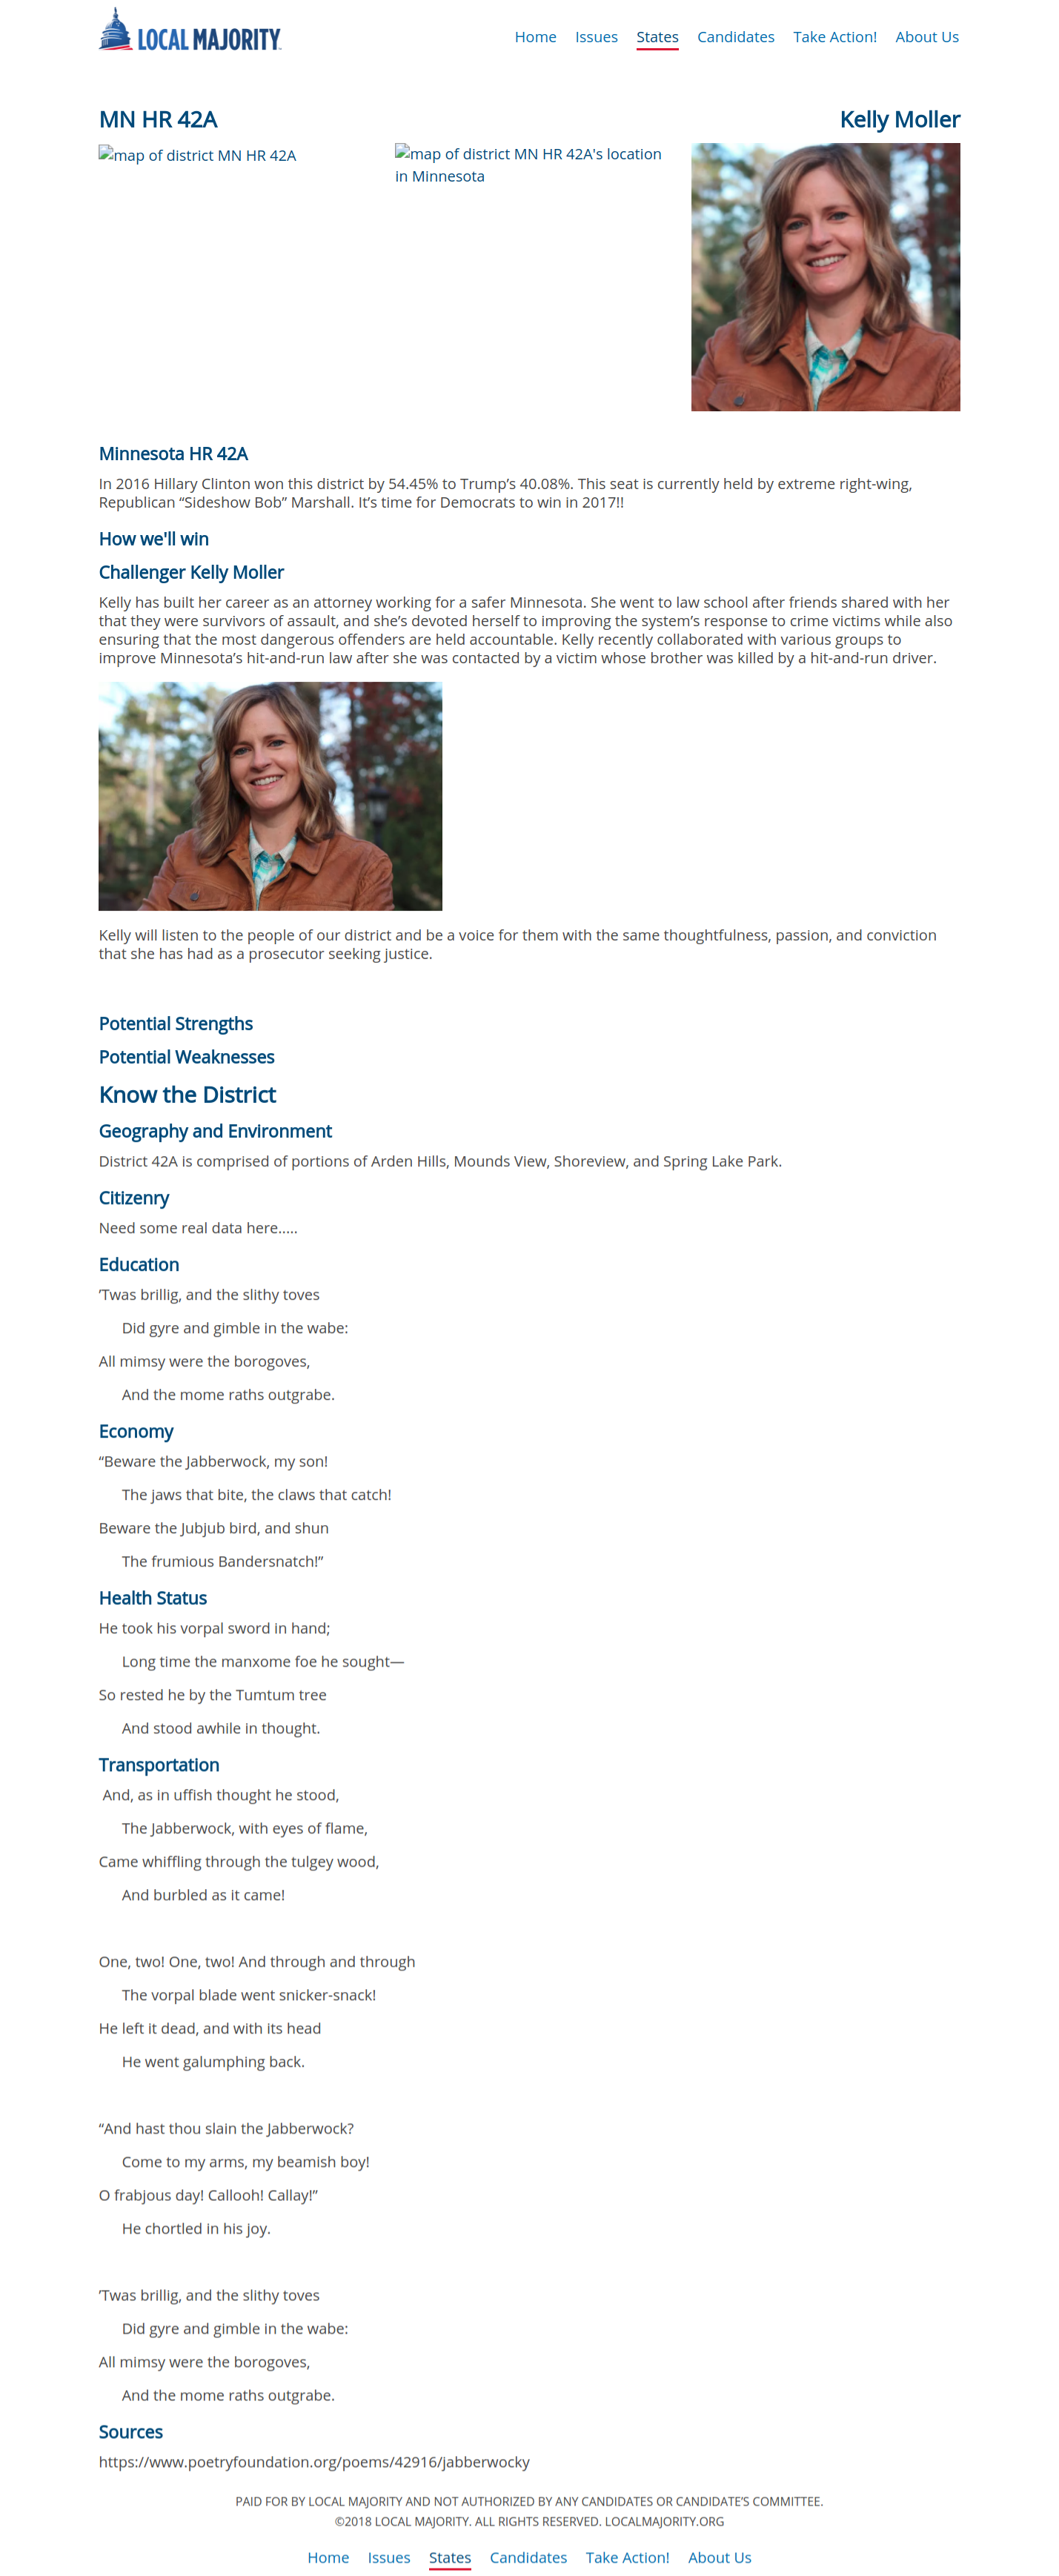 LOCAL MAJORITY
Home Issues States Candidates Take Action! About Us
MN HR 42A
Kelly Moller
map of district MN HR 42A
map of district MN HR 42A's location
in Minnesota
Minnesota HR 42A
In 2016 Hillary Clinton won this district by 54.45% to Trump’s 40.08%. This seat is currently held by extreme right-wing,
Republican “Sideshow Bob” Marshall. It’s time for Democrats to win in 2017!!
How we'll win
Challenger Kelly Moller
Kelly has built her career as an attorney working for a safer Minnesota. She went to law school after friends shared with her
that they were survivors of assault, and she’s devoted herself to improving the system’s response to crime victims while also
ensuring that the most dangerous offenders are held accountable. Kelly recently collaborated with various groups to
improve Minnesota’s hit-and-run law after she was contacted by a victim whose brother was killed by a hit-and-run driver.
Kelly will listen to the people of our district and be a voice for them with the same thoughtfulness, passion, and conviction
that she has had as a prosecutor seeking justice.
Potential Strengths
Potential Weaknesses
Know the District
Geography and Environment
District 42A is comprised of portions of Arden Hills, Mounds View, Shoreview, and Spring Lake Park.
Citizenry
Need some real data here.....
Education
’Twas brillig, and the slithy toves
Did gyre and gimble in the wabe:
All mimsy were the borogoves,
And the mome raths outgrabe.
Economy
“Beware the Jabberwock, my son!
The jaws that bite, the claws that catch!
Beware the Jubjub bird, and shun
The frumious Bandersnatch!”
Health Status
He took his vorpal sword in hand;
Long time the manxome foe he sought—
So rested he by the Tumtum tree
And stood awhile in thought.
Transportation
And, as in uffish thought he stood,
The Jabberwock, with eyes of flame,
Came whiffling through the tulgey wood,
And burbled as it came!
One, two! One, two! And through and through
The vorpal blade went snicker-snack!
He left it dead, and with its head
He went galumphing back.
“And hast thou slain the Jabberwock?
Come to my arms, my beamish boy!
O frabjous day! Callooh! Callay!”
He chortled in his joy.
’Twas brillig, and the slithy toves
Did gyre and gimble in the wabe:
All mimsy were the borogoves,
And the mome raths outgrabe.
Sources
https://www.poetryfoundation.org/poems/42916/jabberwocky
PAID FOR BY LOCAL MAJORITY AND NOT AUTHORIZED BY ANY CANDIDATES OR CANDIDATE’S COMMITTEE.
©2018 LOCAL MAJORITY. ALL RIGHTS RESERVED. LOCALMAJORITY.ORG
Home Issues States Candidates Take Action! About Us